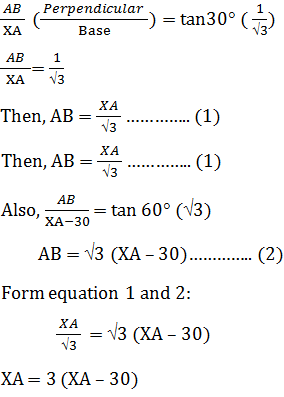 AB/XA (Perpendicular/Base) = tan30° (1/√3)
AB/XA = 1/√3
Then, AB = XA/√3 ………….. (1)
Then, AB = XA/√3 ………….. (1)
Also, AB/XA−30 = tan 60° (√3)
AB = √3 (XA – 30)………….. (2)
Form equation 1 and 2:
XA/√3 = √3 (XA – 30)
XA = 3 (XA – 30)